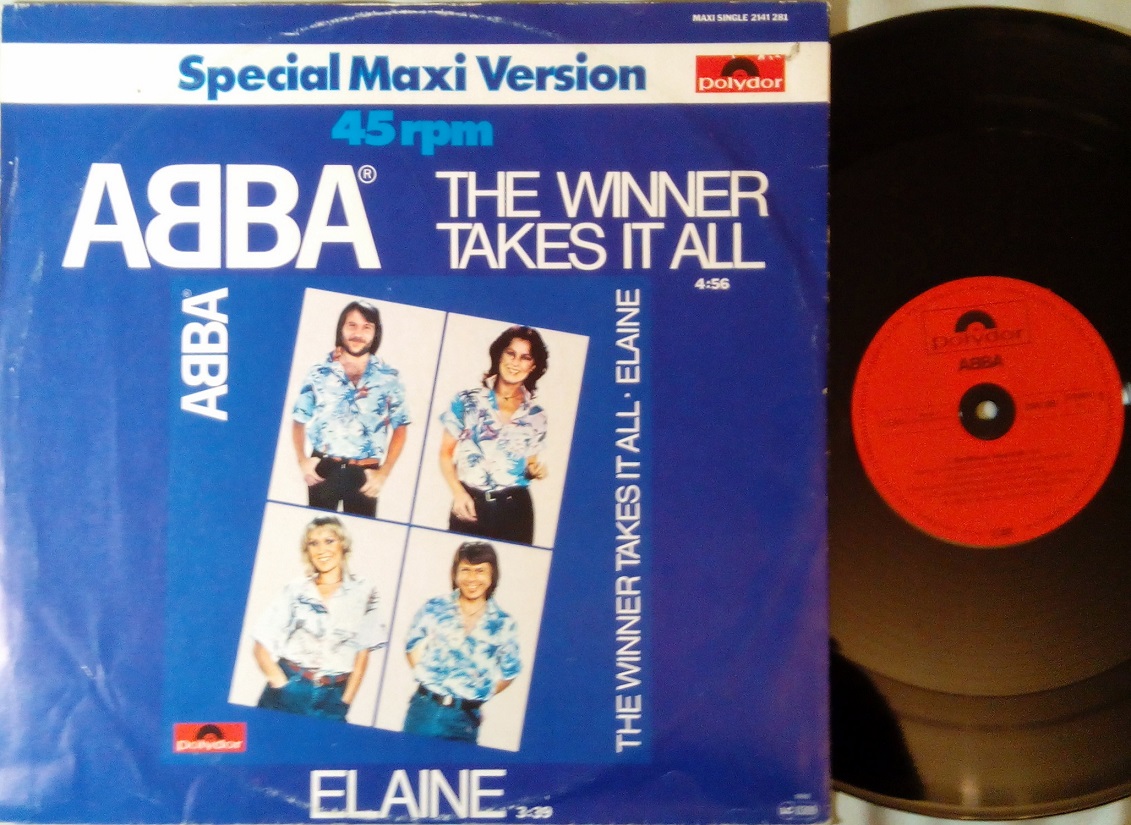 MAXI SINGLE 2141 281
Special Maxi Version
polydor
45 rpm
ABBA®
THE WINNER
TAKES IT ALL
4:56
ABBA®
THE WINNER TAKES IT ALL · ELAINE
polydor
ELAINE 3:39
polydor
ABBA